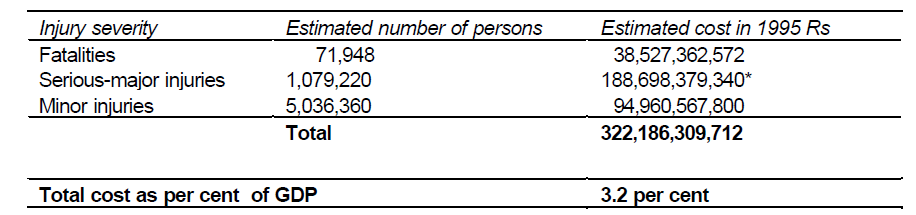 Injury severity Estimated number of persons Estimated cost in 1995 Rs
Fatalities 71,948 38,527,362,572
Serious-major injuries 1,079,220 188,698,379,340*
Minor injuries 5,036,360 94,960,567,800
Total 322,186,309,712
Total cost as per cent of GDP 3.2 per cent